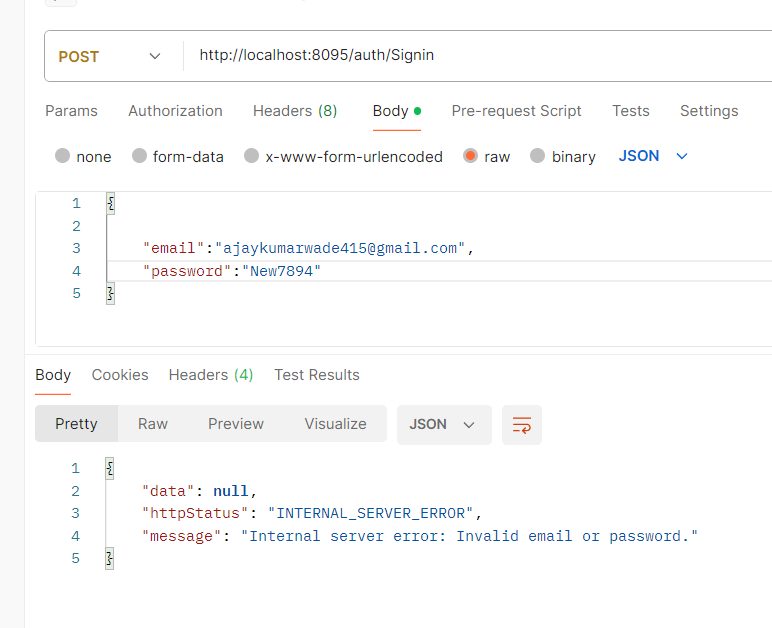 POST http://localhost:8095/auth/Signin
Params Authorization Headers (8) Body Pre-request Script Tests Settings
none form-data x-www-form-urlencoded raw binary JSON
1 {
2
3 "email":"ajaykumarwade415@gmail.com",
4 "password":"New7894"
5 }
Body Cookies Headers (4) Test Results
Pretty Raw Preview Visualize JSON
1 {
2 "data": null,
3 "httpStatus": "INTERNAL_SERVER_ERROR",
4 "message": "Internal server error: Invalid email or password."
5 }